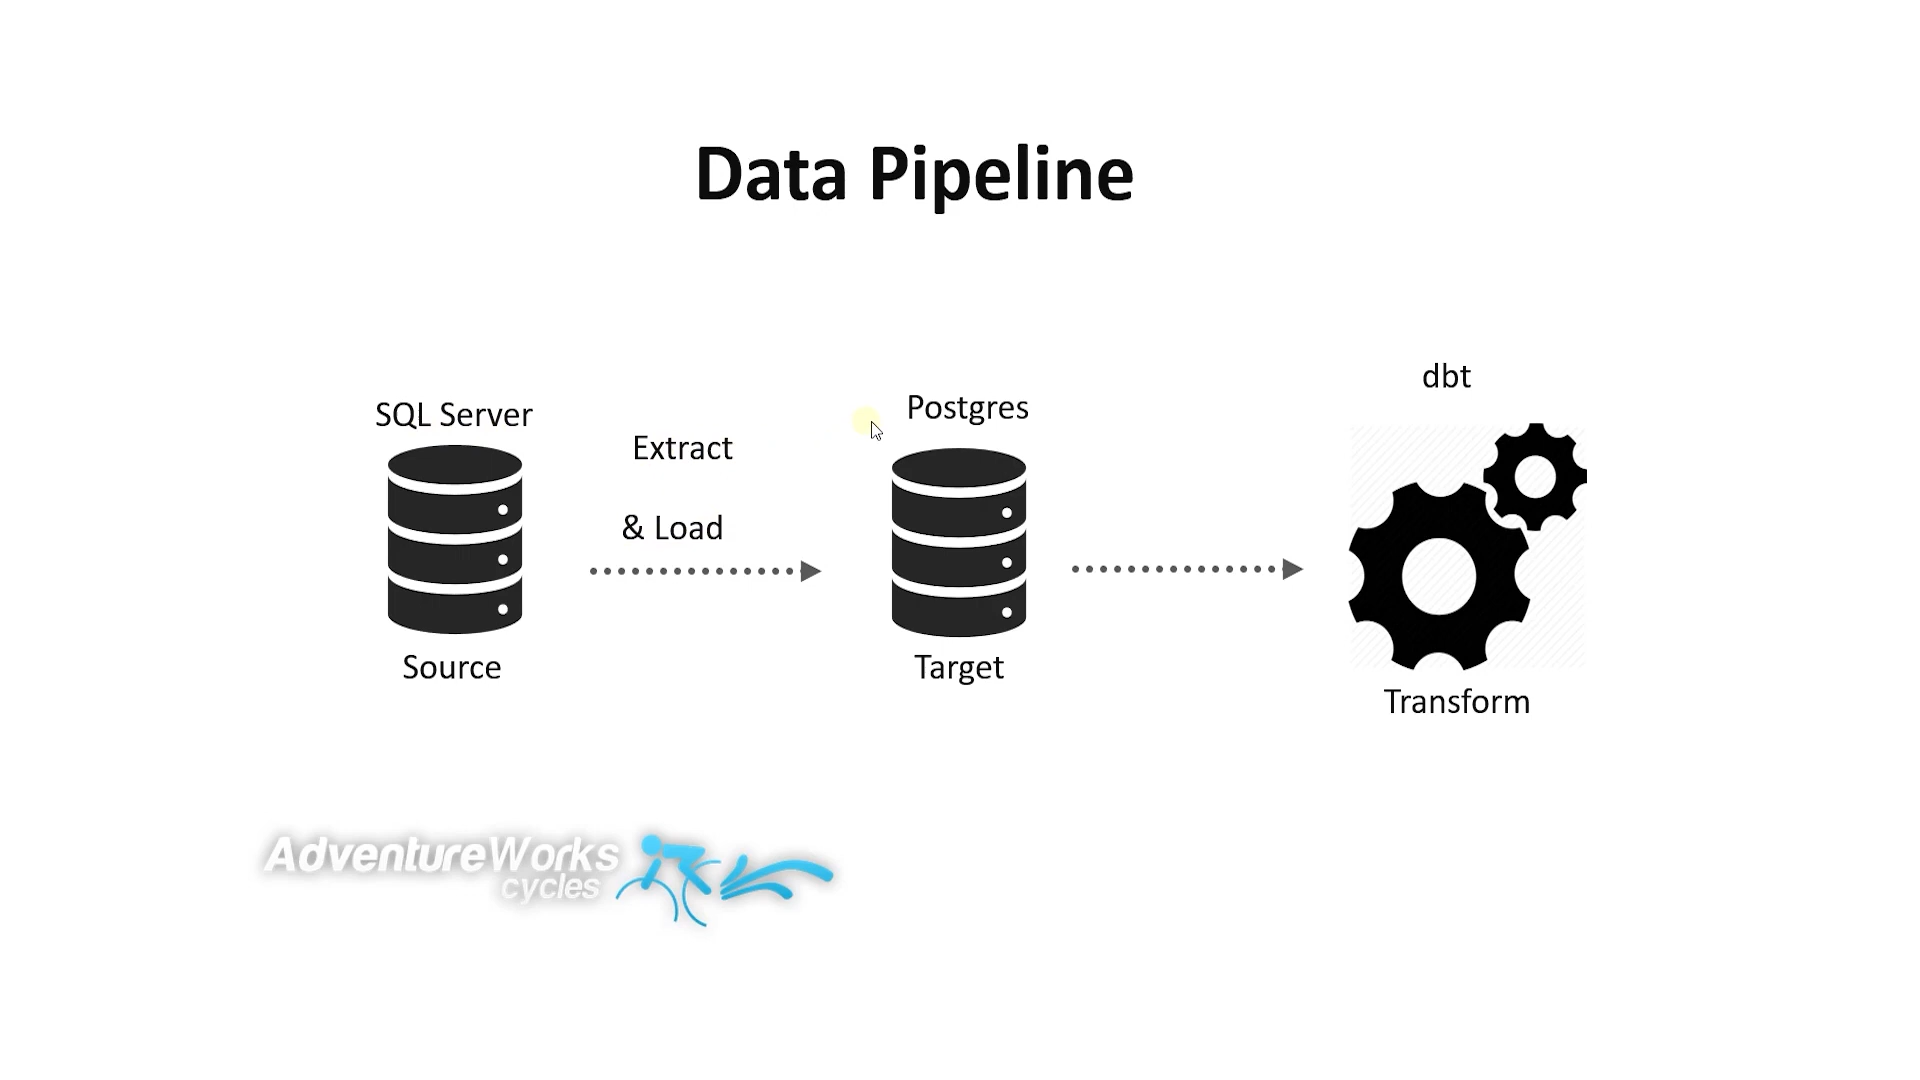 Data Pipeline
SQL Server
Extract
& Load
Source
Postgres
Target
dbt
Transform
AdventureWorks
cycles